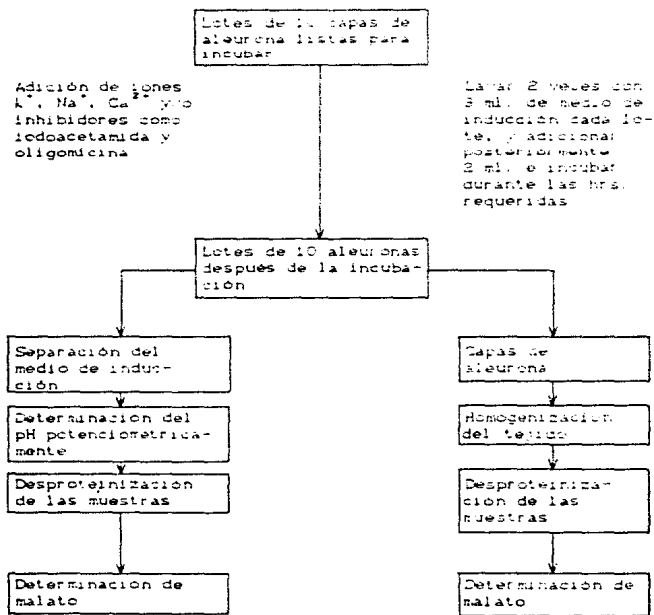 Lotes de 10 capas de
aleurona listas para
incubar
Adición de iones
K⁺, Na⁺, Ca²⁺ y/o
inhibidores como
iodoacetamida y
oligomicina
Lavar 2 veces con
3 ml. de medio de
inducción cada lo-
te, y adicionar
posteriormente
2 ml. e incubar
durante las hrs.
requeridas
Lotes de 10 aleuronas
después de la incuba-
ción
Separación del
medio de induc-
ción
Determinación del
pH potenciometrica-
mente
Desproteinización
de las muestras
Determinación de
malato
Capas de
aleurona
Homogenización
del tejido
Desproteiniza-
ción de las
muestras
Determinación de
malato